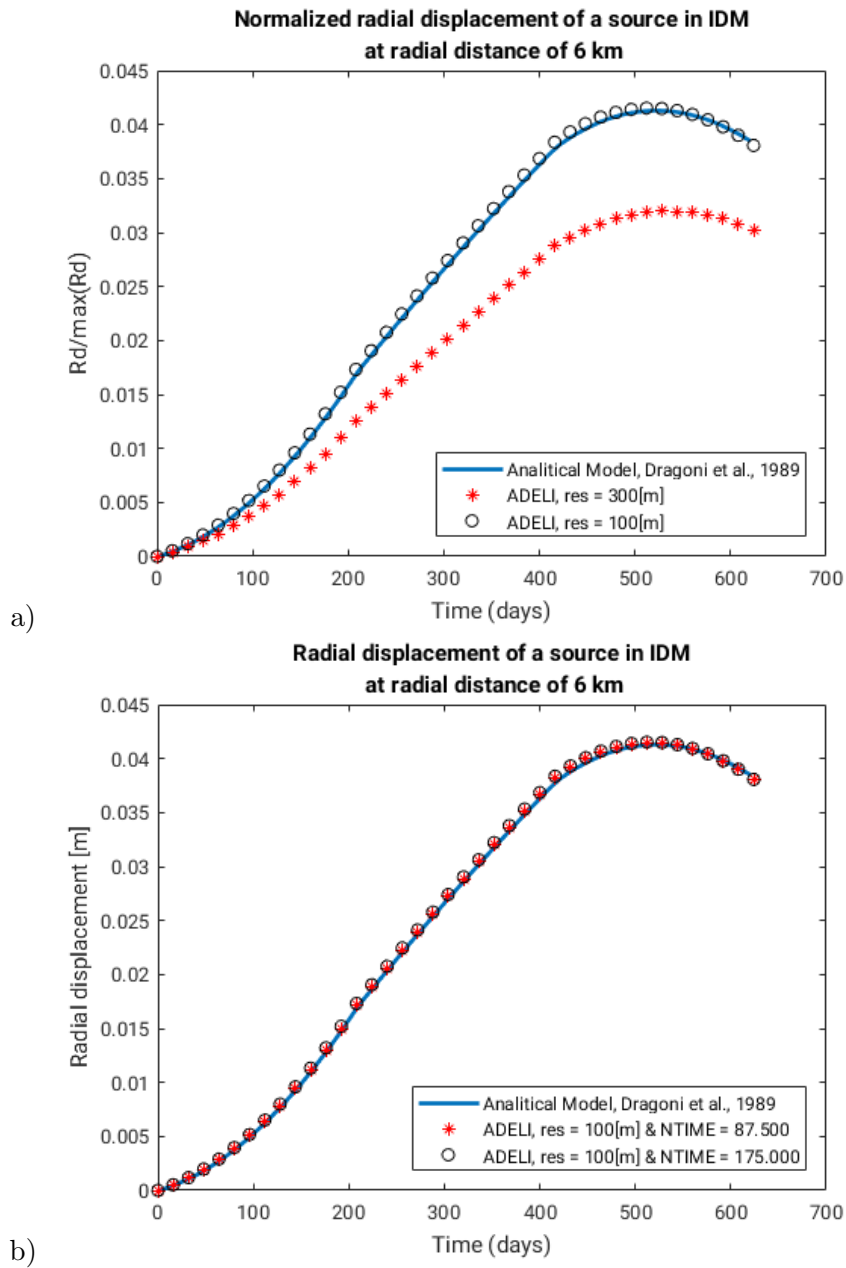 Normalized radial displacement of a source in IDM
at radial distance of 6 km
0.045
0.04
0.035
0.03
0.025
0.02
0.015
0.01
0.005
0
Rd/max(Rd)
Analitical Model, Dragoni et al., 1989
ADELI, res = 300[m]
ADELI, res = 100[m]
0 100 200 300 400 500 600 700
Time (days)
a)
Radial displacement of a source in IDM
at radial distance of 6 km
0.045
0.04
0.035
0.03
0.025
0.02
0.015
0.01
0.005
0
Radial displacement [m]
Analitical Model, Dragoni et al., 1989
ADELI, res = 100[m] & NTIME = 87.500
ADELI, res = 100[m] & NTIME = 175.000
0 100 200 300 400 500 600 700
Time (days)
b)